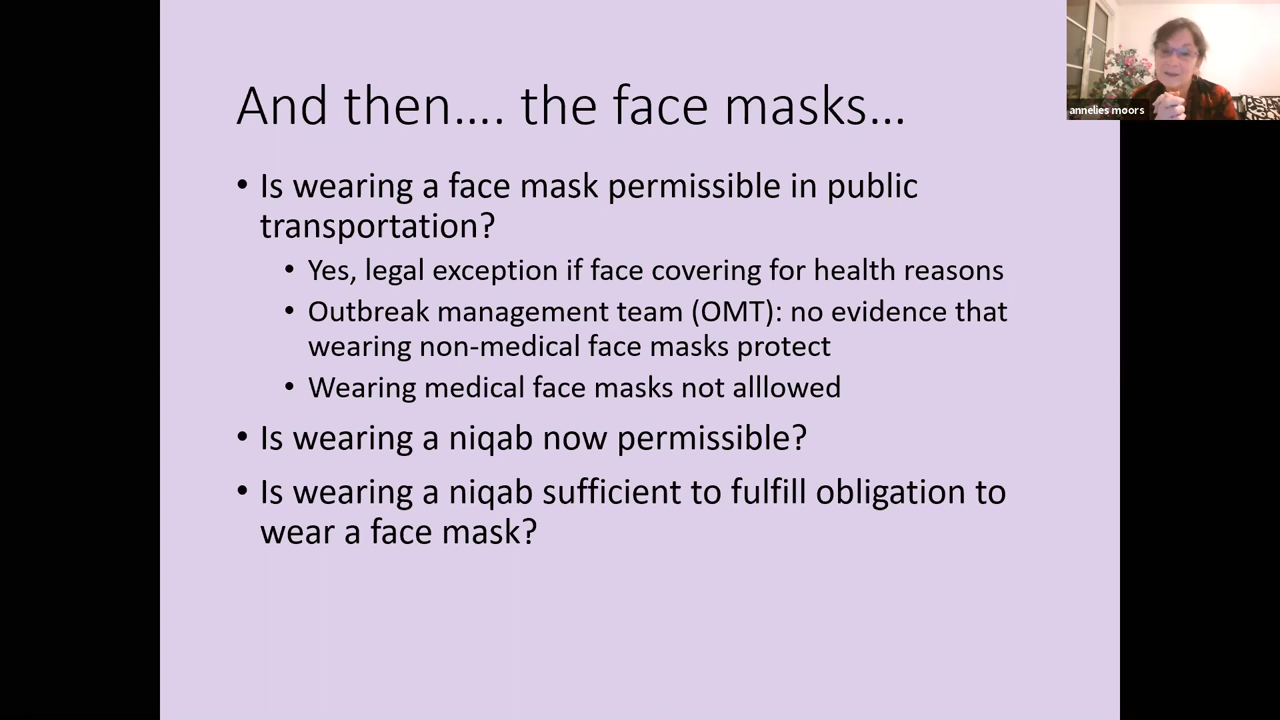 And then.... the face masks...
annelies moors
• Is wearing a face mask permissible in public
transportation?
• Yes, legal exception if face covering for health reasons
• Outbreak management team (OMT): no evidence that
wearing non-medical face masks protect
• Wearing medical face masks not alllowed
• Is wearing a niqab now permissible?
• Is wearing a niqab sufficient to fulfill obligation to
wear a face mask?